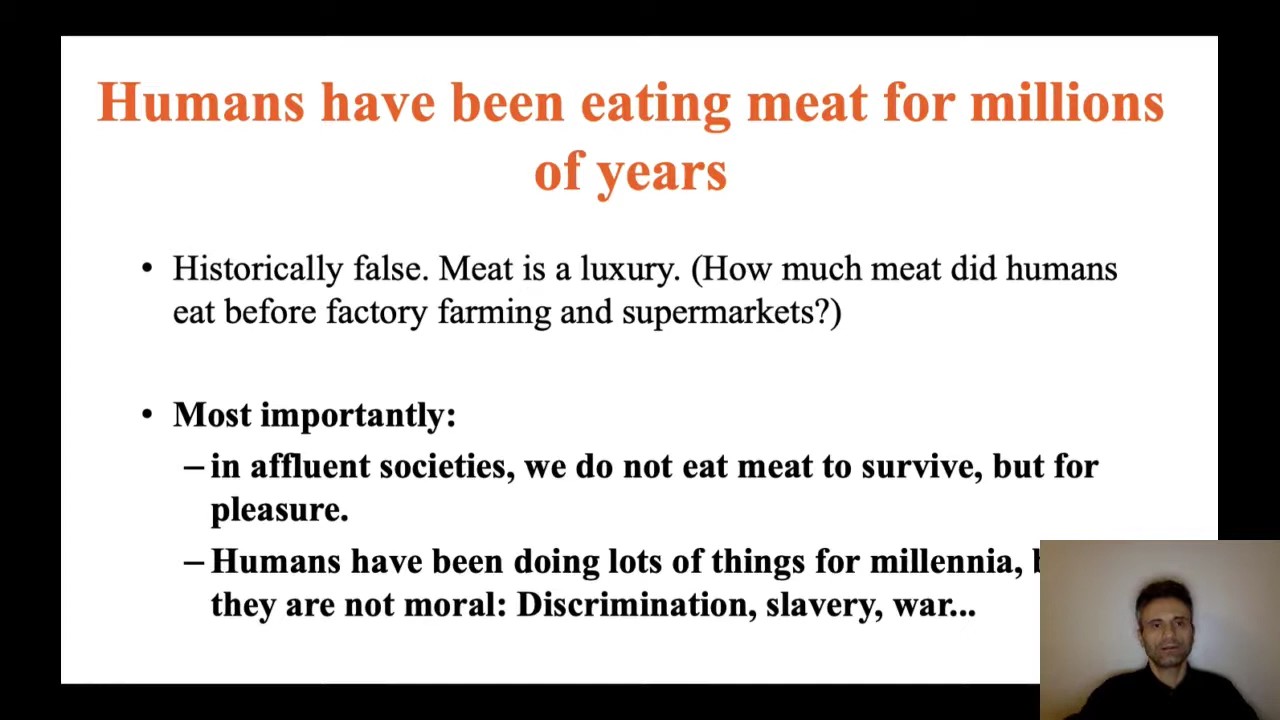 Humans have been eating meat for millions
of years
• Historically false. Meat is a luxury. (How much meat did humans
eat before factory farming and supermarkets?)
• Most importantly:
– in affluent societies, we do not eat meat to survive, but for
pleasure.
– Humans have been doing lots of things for millennia,
they are not moral: Discrimination, slavery, war...